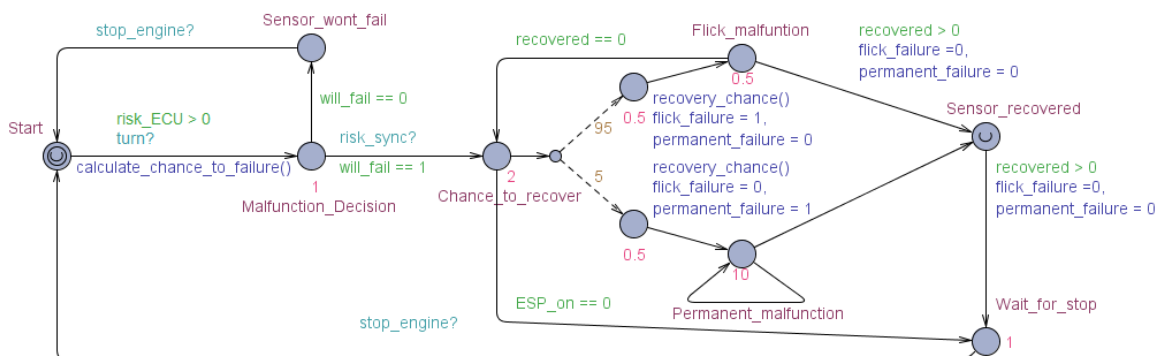 stop_engine?
Sensor_wont_fail
will_fail == 0
Start
risk_ECU > 0
turn?
calculate_chance_to_failure()
1
Malfunction_Decision
risk_sync?
will_fail == 1
2
Chance_to_recover
recovered == 0
Flick_malfuntion
0.5
95
0.5
recovery_chance()
flick_failure = 1,
permanent_failure = 0
5
0.5
recovery_chance()
flick_failure = 0,
permanent_failure = 1
10
Permanent_malfunction
recovered > 0
flick_failure =0,
permanent_failure = 0
Sensor_recovered
recovered > 0
flick_failure =0,
permanent_failure = 0
ESP_on == 0
Wait_for_stop
1
stop_engine?